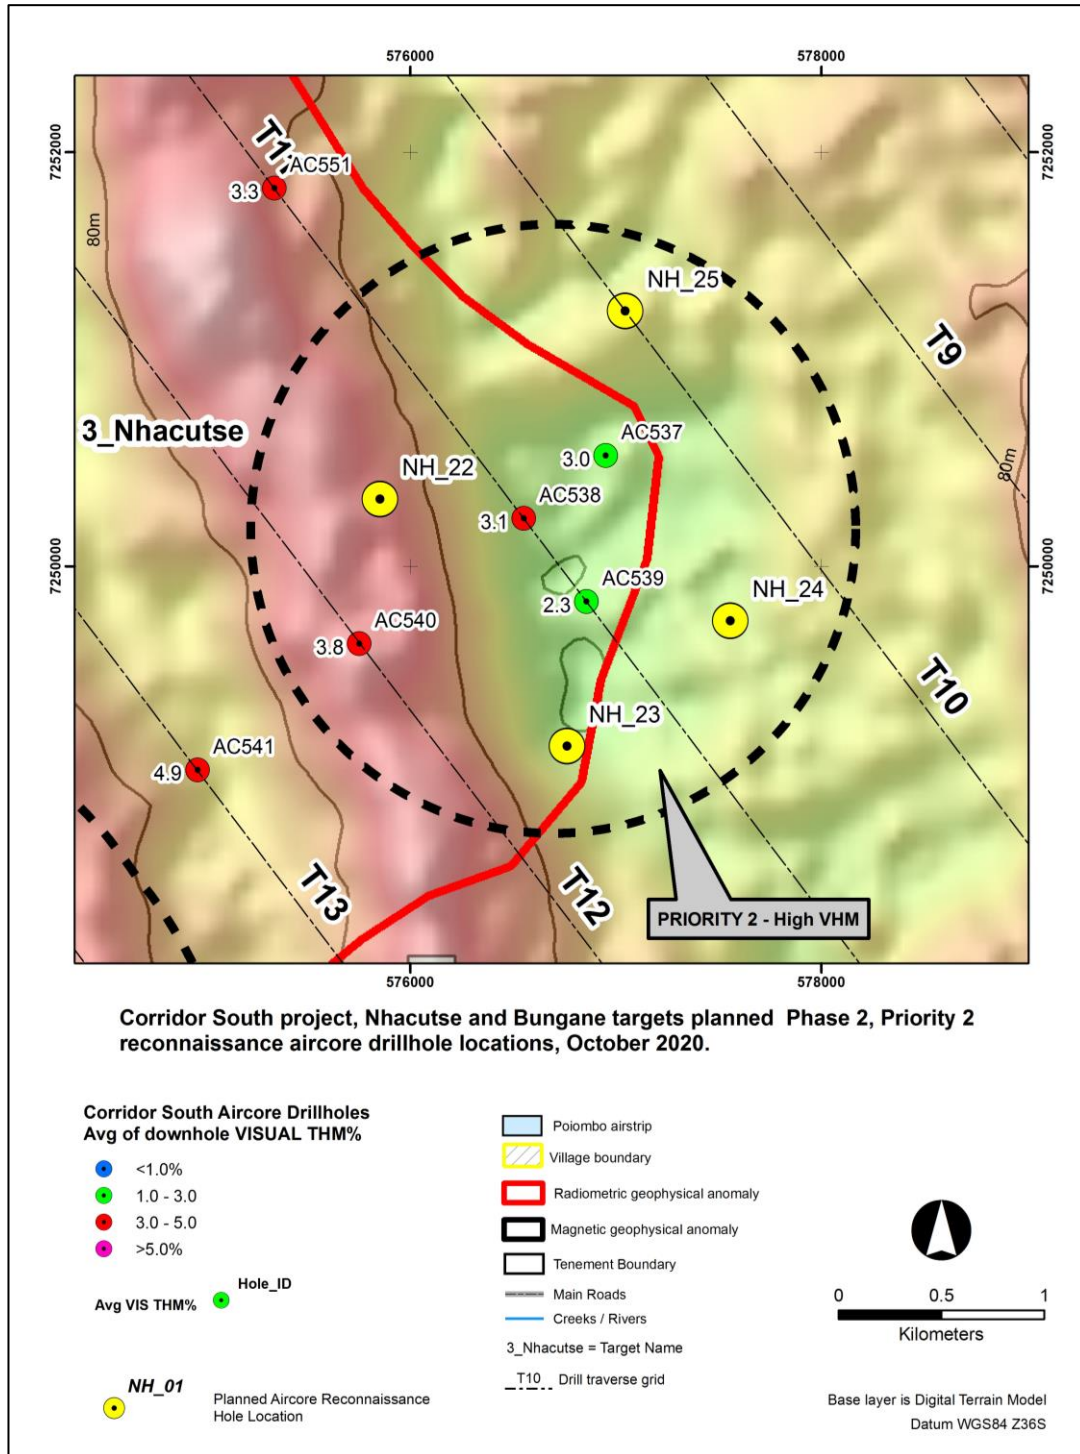 576000
578000
7252000
7252000
T1
AC551
3.3
80m
NH_25
T9
3_Nhacutse
AC537
3.0
NH_22
AC538
3.1
80m
7250000
7250000
AC539
2.3
NH_24
AC540
3.8
T10
NH_23
AC541
4.9
T13
T12
PRIORITY 2 - High VHM
576000
578000
Corridor South project, Nhacutse and Bungane targets planned Phase 2, Priority 2
reconnaissance aircore drillhole locations, October 2020.
Corridor South Aircore Drillholes
Avg of downhole VISUAL THM%
<1.0%
1.0 - 3.0
3.0 - 5.0
>5.0%
Hole_ID
Avg VIS THM%
NH_01
Planned Aircore Reconnaissance
Hole Location
Poiombo airstrip
Village boundary
Radiometric geophysical anomaly
Magnetic geophysical anomaly
Tenement Boundary
Main Roads
Creeks / Rivers
3_Nhacutse = Target Name
T10 Drill traverse grid
0 0.5 1
Kilometers
Base layer is Digital Terrain Model
Datum WGS84 Z36S